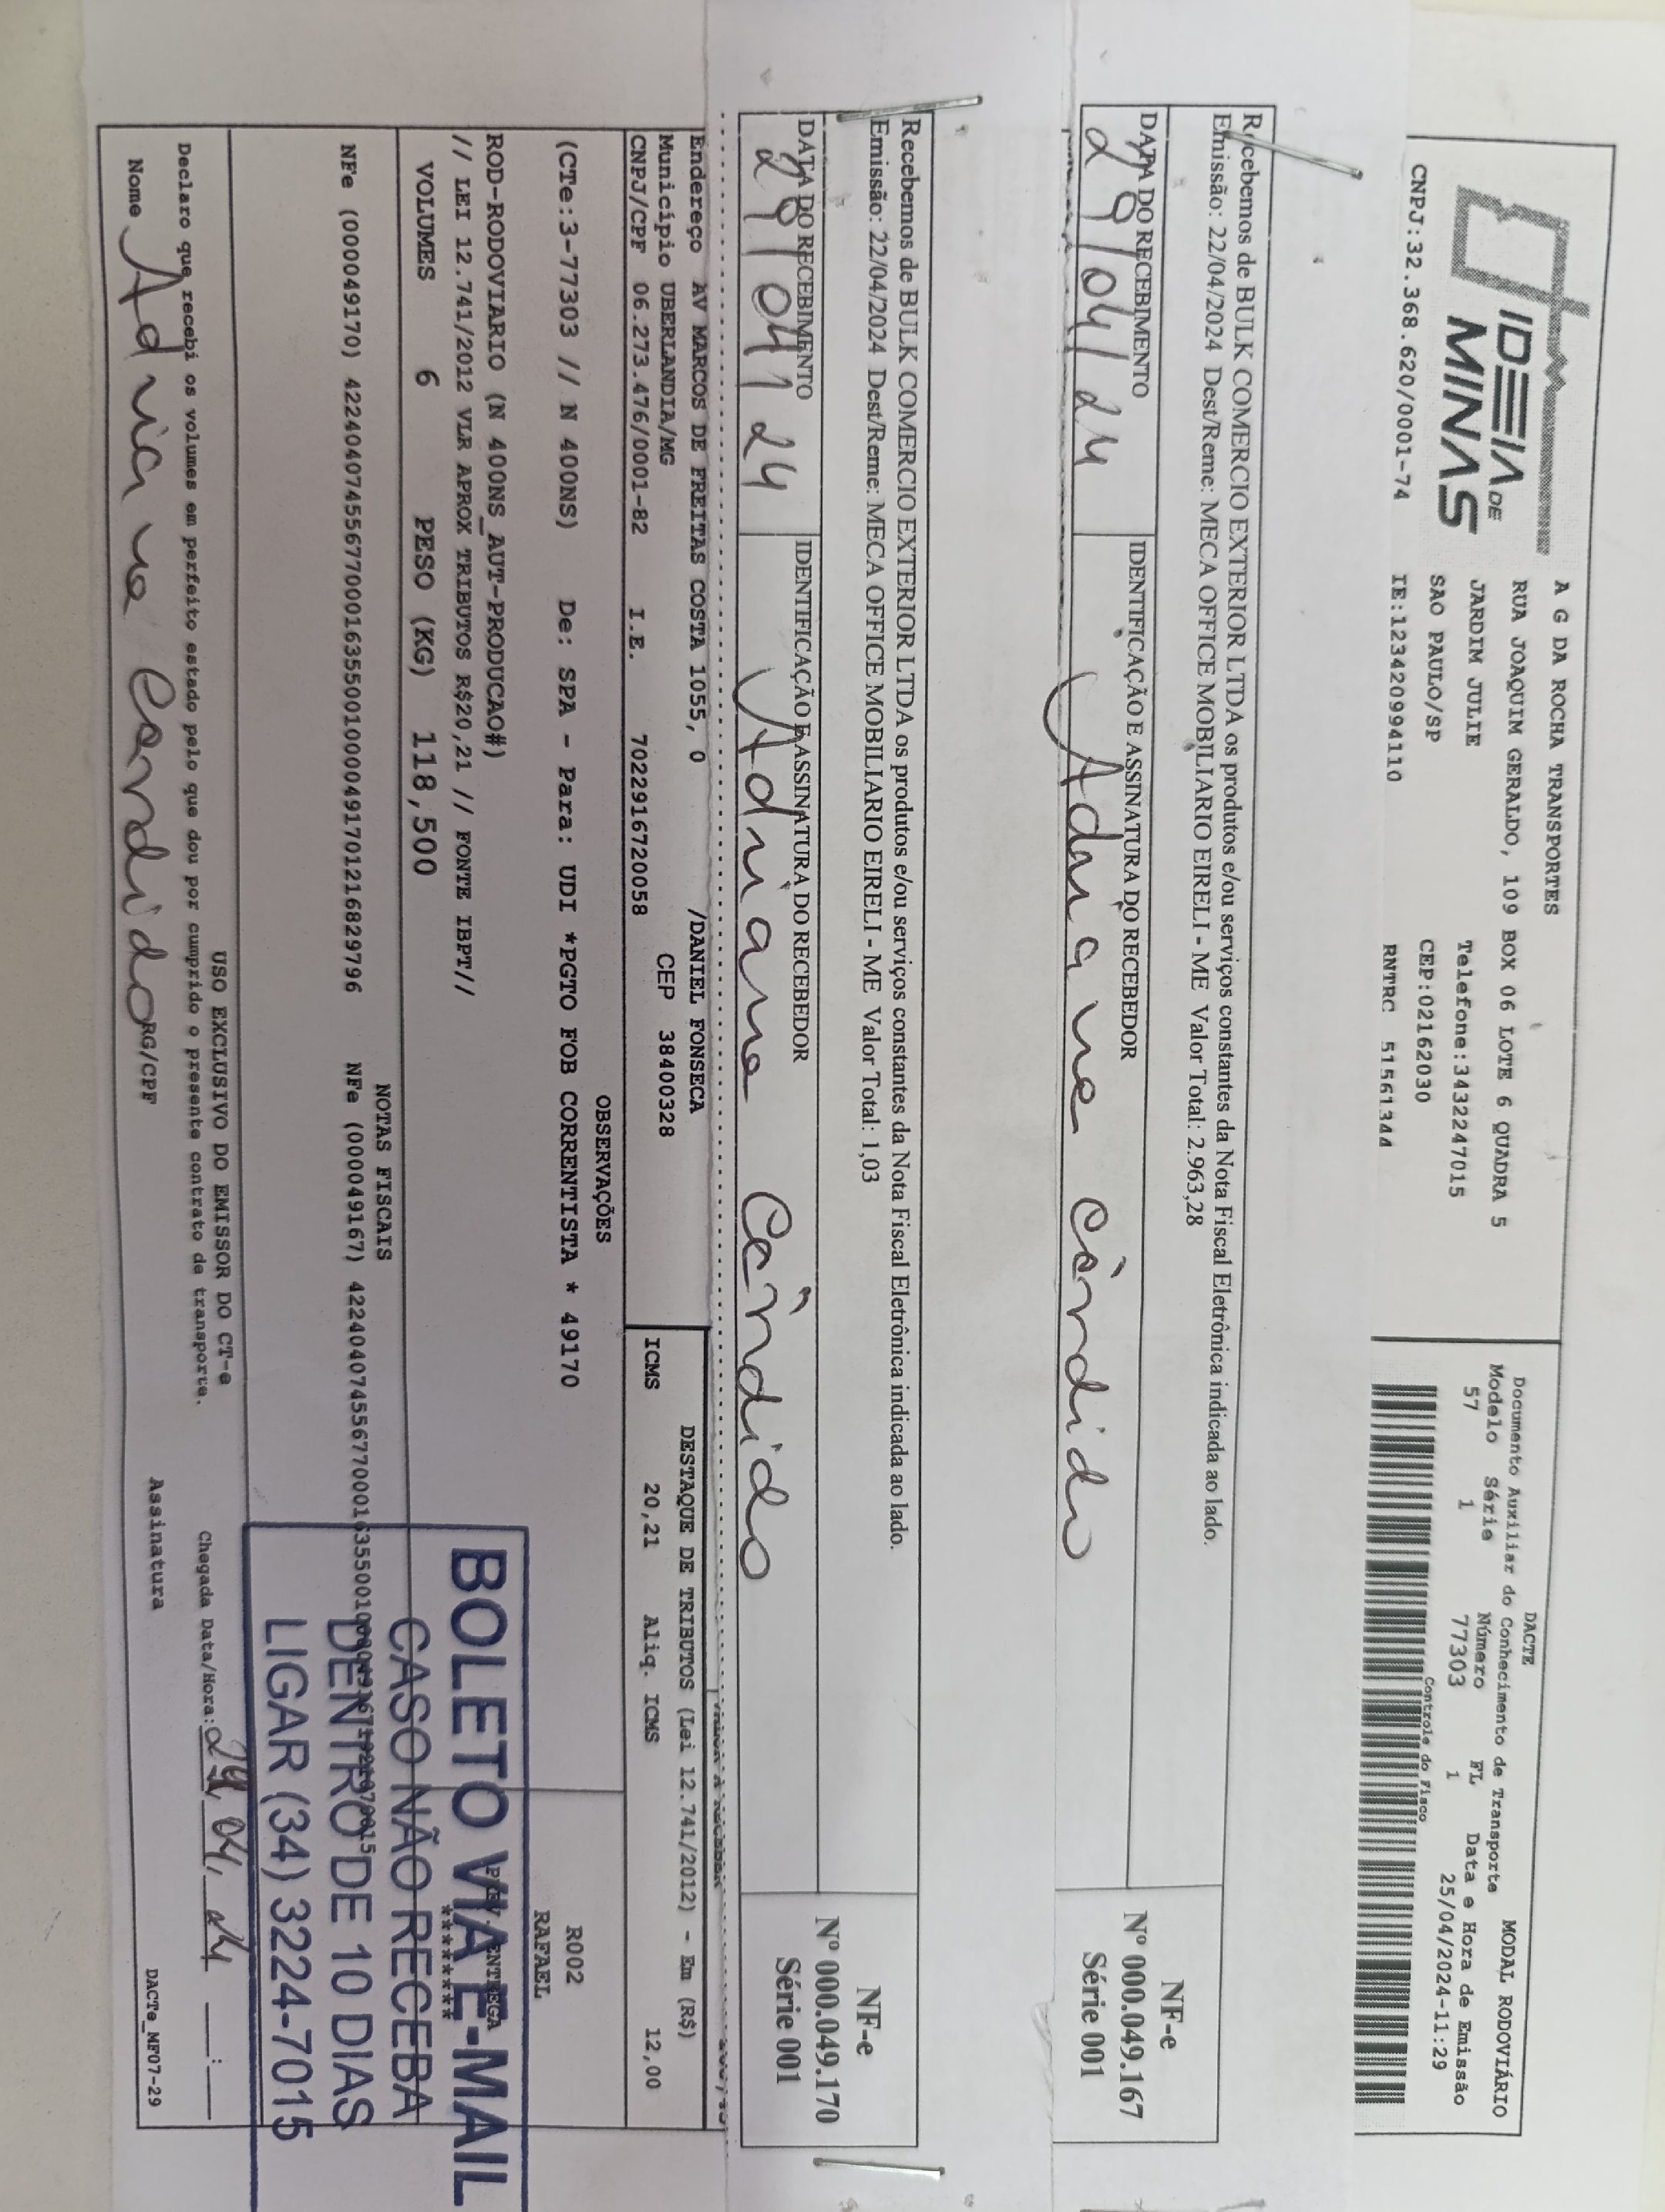 IDEIA DE
MINAS
CNPJ:32.368.620/0001-74
A G DA ROCHA TRANSPORTES
RUA JOAQUIM GERALDO, 109 BOX 06 LOTE 6 QUADRA 5
JARDIM JULIE Telefone:3432247015
SAO PAULO/SP CEP:02162030
IE:123420994110 RNTRC 51561344
DACTE MODAL RODOVIÁRIO
Documento Auxiliar do Conhecimento de Transporte
Modelo Série Número FL Data e Hora de Emissão
57 1 77303 1 25/04/2024-11:29
Controle do Fisco
Recebemos de BULK COMERCIO EXTERIOR LTDA os produtos e/ou serviços constantes da Nota Fiscal Eletrônica indicada ao lado.
Emissão: 22/04/2024 Dest/Reme: MECA OFFICE MOBILIARIO EIRELI - ME Valor Total: 2.963,28
DATA DO RECEBIMENTO
29/04/24
IDENTIFICAÇÃO E ASSINATURA DO RECEBEDOR
Adriana Cândido
NF-e
Nº 000.049.167
Série 001
Recebemos de BULK COMERCIO EXTERIOR LTDA os produtos e/ou serviços constantes da Nota Fiscal Eletrônica indicada ao lado.
Emissão: 22/04/2024 Dest/Reme: MECA OFFICE MOBILIARIO EIRELI - ME Valor Total: 1,03
DATA DO RECEBIMENTO
29/04/24
IDENTIFICAÇÃO E ASSINATURA DO RECEBEDOR
Adriana Cândido
NF-e
Nº 000.049.170
Série 001
Endereço AV MARCOS DE FREITAS COSTA 1055, 0 /DANIEL FONSECA
Município UBERLANDIA/MG CEP 38400328
CNPJ/CPF 06.273.476/0001-82 I.E. 7022916720058
DESTAQUE DE TRIBUTOS (Lei 12.741/2012) - Em (R$)
ICMS 20,21 Aliq. ICMS 12,00
OBSERVAÇÕES
(CTe:3-77303 // N 400NS) De: SPA - Para: UDI *PGTO FOB CORRENTISTA * 49170
R002
RAFAEL
ROD-RODOVIARIO (N 400NS_AUT-PRODUCAO#)
// LEI 12.741/2012 VLR APROX TRIBUTOS R$20,21 // FONTE IBPT//
ENTREGA
********
VOLUMES 6 PESO (KG) 118,500
NOTAS FISCAIS
NFe (000049170) 42240407455677000163550010000491701216829796 NFe (000049167)
BOLETO VIA E-MAIL
CASO NÃO RECEBA
DENTRO DE 10 DIAS
LIGAR (34) 3224-7015
USO EXCLUSIVO DO EMISSOR DO CT-e
Declaro que recebi os volumes em perfeito estado pelo que dou por cumprido o presente contrato de transporte.
Chegada Data/Hora: 29/04/24 __:__
Nome Adriana Cândido RG/CPF Assinatura
DACTe_MF07-29